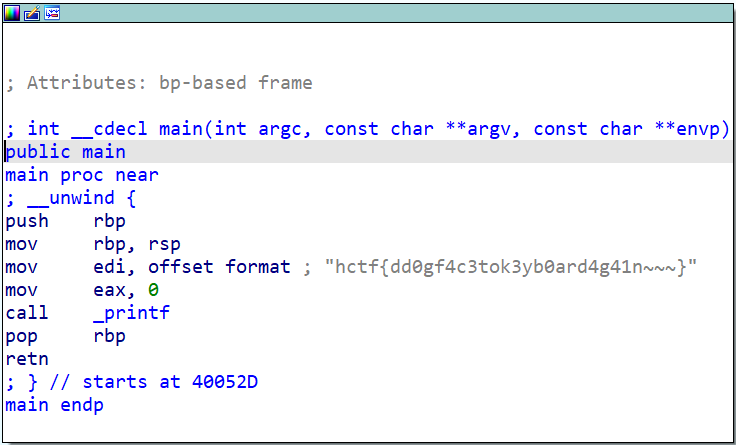 ; Attributes: bp-based frame
; int __cdecl main(int argc, const char **argv, const char **envp)
public main
main proc near
; __unwind {
push    rbp
mov     rbp, rsp
mov     edi, offset format ; "hctf{dd0gf4c3tok3yb0ard4g41n~~~}"
mov     eax, 0
call    _printf
pop     rbp
retn
; } // starts at 40052D
main endp